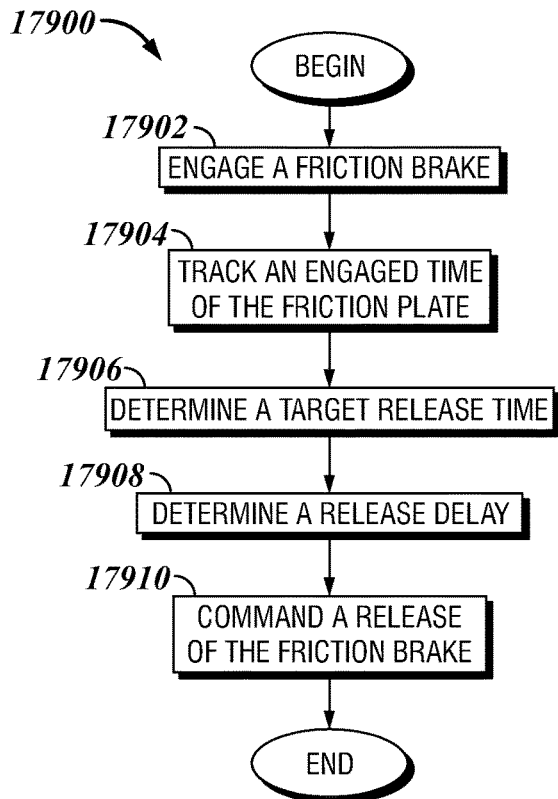 17900
BEGIN
17902
ENGAGE A FRICTION BRAKE
17904
TRACK AN ENGAGED TIME
OF THE FRICTION PLATE
17906
DETERMINE A TARGET RELEASE TIME
17908
DETERMINE A RELEASE DELAY
17910
COMMAND A RELEASE
OF THE FRICTION BRAKE
END